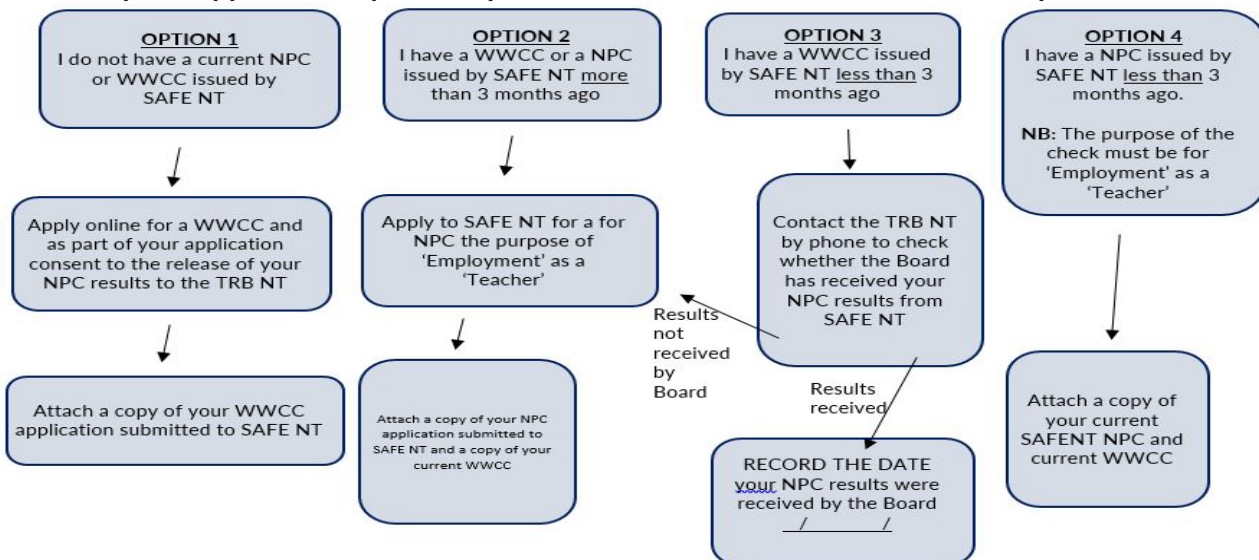 OPTION 1
I do not have a current NPC
or WWCC issued by
SAFE NT
Apply online for a WWCC and
as part of your application
consent to the release of your
NPC results to the TRB NT
Attach a copy of your WWCC
application submitted to SAFE NT
OPTION 2
I have a WWCC or a NPC
issued by SAFE NT more
than 3 months ago
Apply to SAFE NT for a for
NPC the purpose of
‘Employment’ as a
‘Teacher’
Attach a copy of your NPC
application submitted to
SAFE NT and a copy of your
current WWCC
OPTION 3
I have a WWCC issued
by SAFE NT less than 3
months ago
Contact the TRB NT
by phone to check
whether the Board
has received your
NPC results from
SAFE NT
Results
not
received
by
Board
Results
received
RECORD THE DATE
your NPC results were
received by the Board
/ /
OPTION 4
I have a NPC issued by
SAFE NT less than 3
months ago.
NB: The purpose of the
check must be for
‘Employment’ as a
‘Teacher’
Attach a copy of
your current
SAFENT NPC and
current WWCC